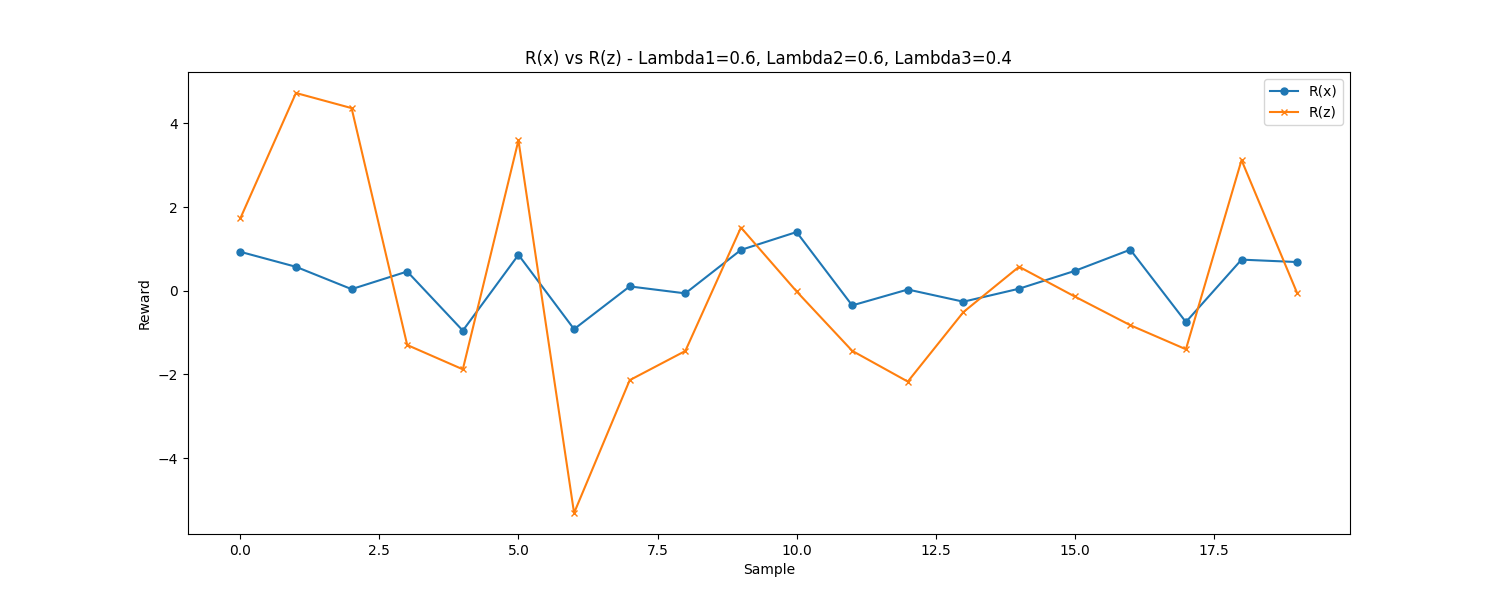 R(x) vs R(z) - Lambda1=0.6, Lambda2=0.6, Lambda3=0.4
R(x)
R(z)
4
2
0
−2
−4
Reward
0.0 2.5 5.0 7.5 10.0 12.5 15.0 17.5
Sample